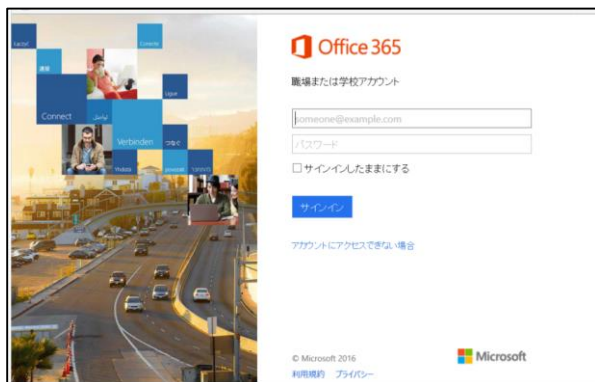 Connect
Verbinden
つなぐ
Ligue
Office 365
職場または学校アカウント
someone@example.com
パスワード
サインインしたままにする
サインイン
アカウントにアクセスできない場合
© Microsoft 2016
Microsoft
利用規約 プライバシー